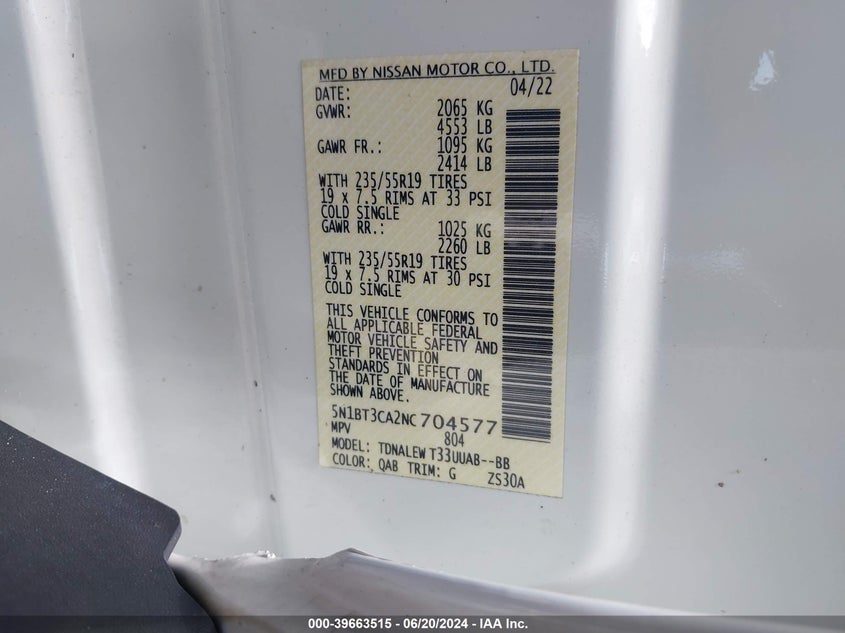 MFD BY NISSAN MOTOR CO., LTD.
DATE: 04/22
GVWR: 2065 KG
4553 LB
GAWR FR.: 1095 KG
2414 LB
WITH 235/55R19 TIRES
19 x 7.5 RIMS AT 33 PSI
COLD SINGLE
GAWR RR.: 1025 KG
2260 LB
WITH 235/55R19 TIRES
19 x 7.5 RIMS AT 30 PSI
COLD SINGLE
THIS VEHICLE CONFORMS TO
ALL APPLICABLE FEDERAL
MOTOR VEHICLE SAFETY AND
THEFT PREVENTION
STANDARDS IN EFFECT ON
THE DATE OF MANUFACTURE
SHOWN ABOVE.
5N1BT3CA2NC704577
MPV 804
MODEL: TDNALEW T33UUAB--BB
COLOR: QAB TRIM: G ZS30A
000-39663515 - 06/20/2024 - IAA Inc.